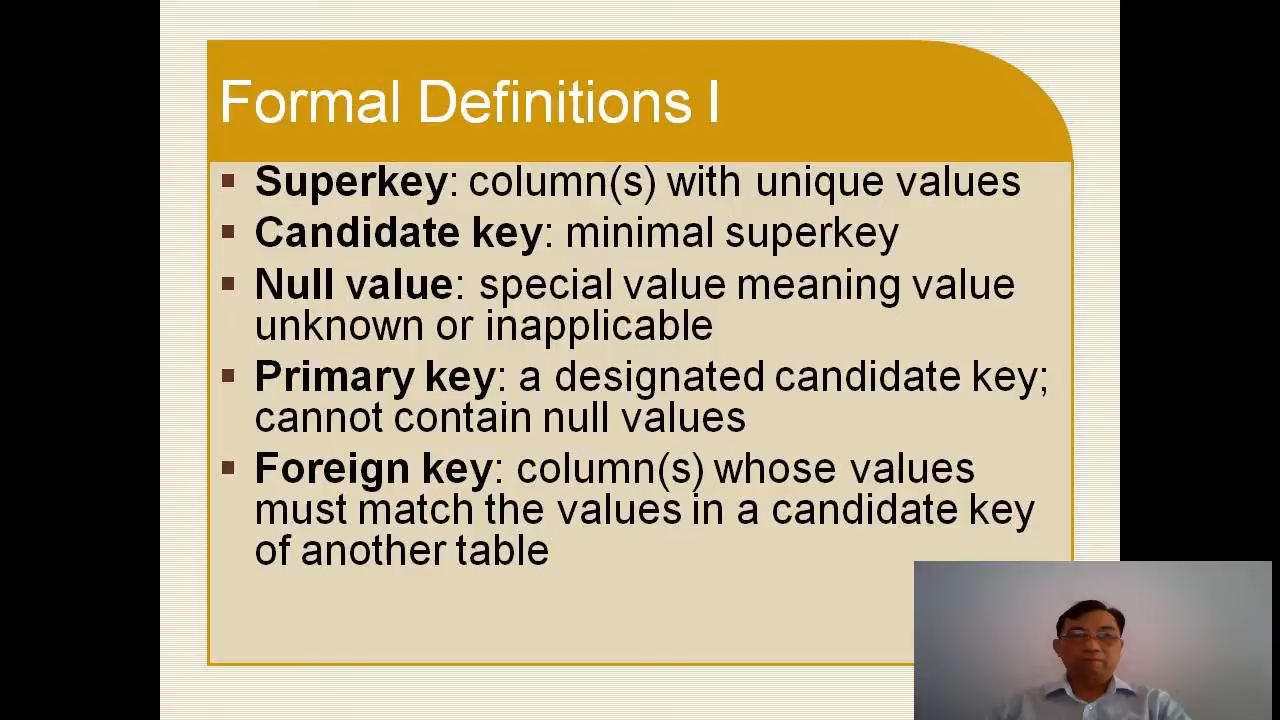 Formal Definitions I
▪ Superkey: column(s) with unique values
▪ Candidate key: minimal superkey
▪ Null value: special value meaning value
unknown or inapplicable
▪ Primary key: a designated candidate key;
cannot contain null values
▪ Foreign key: column(s) whose values
must match the values in a candidate key
of another table